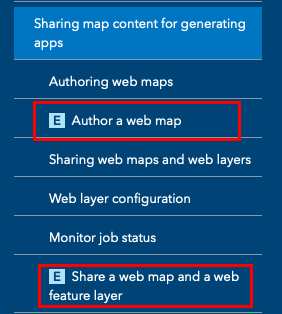 Sharing map content for generating
apps
Authoring web maps
E Author a web map
Sharing web maps and web layers
Web layer configuration
Monitor job status
E Share a web map and a web
feature layer